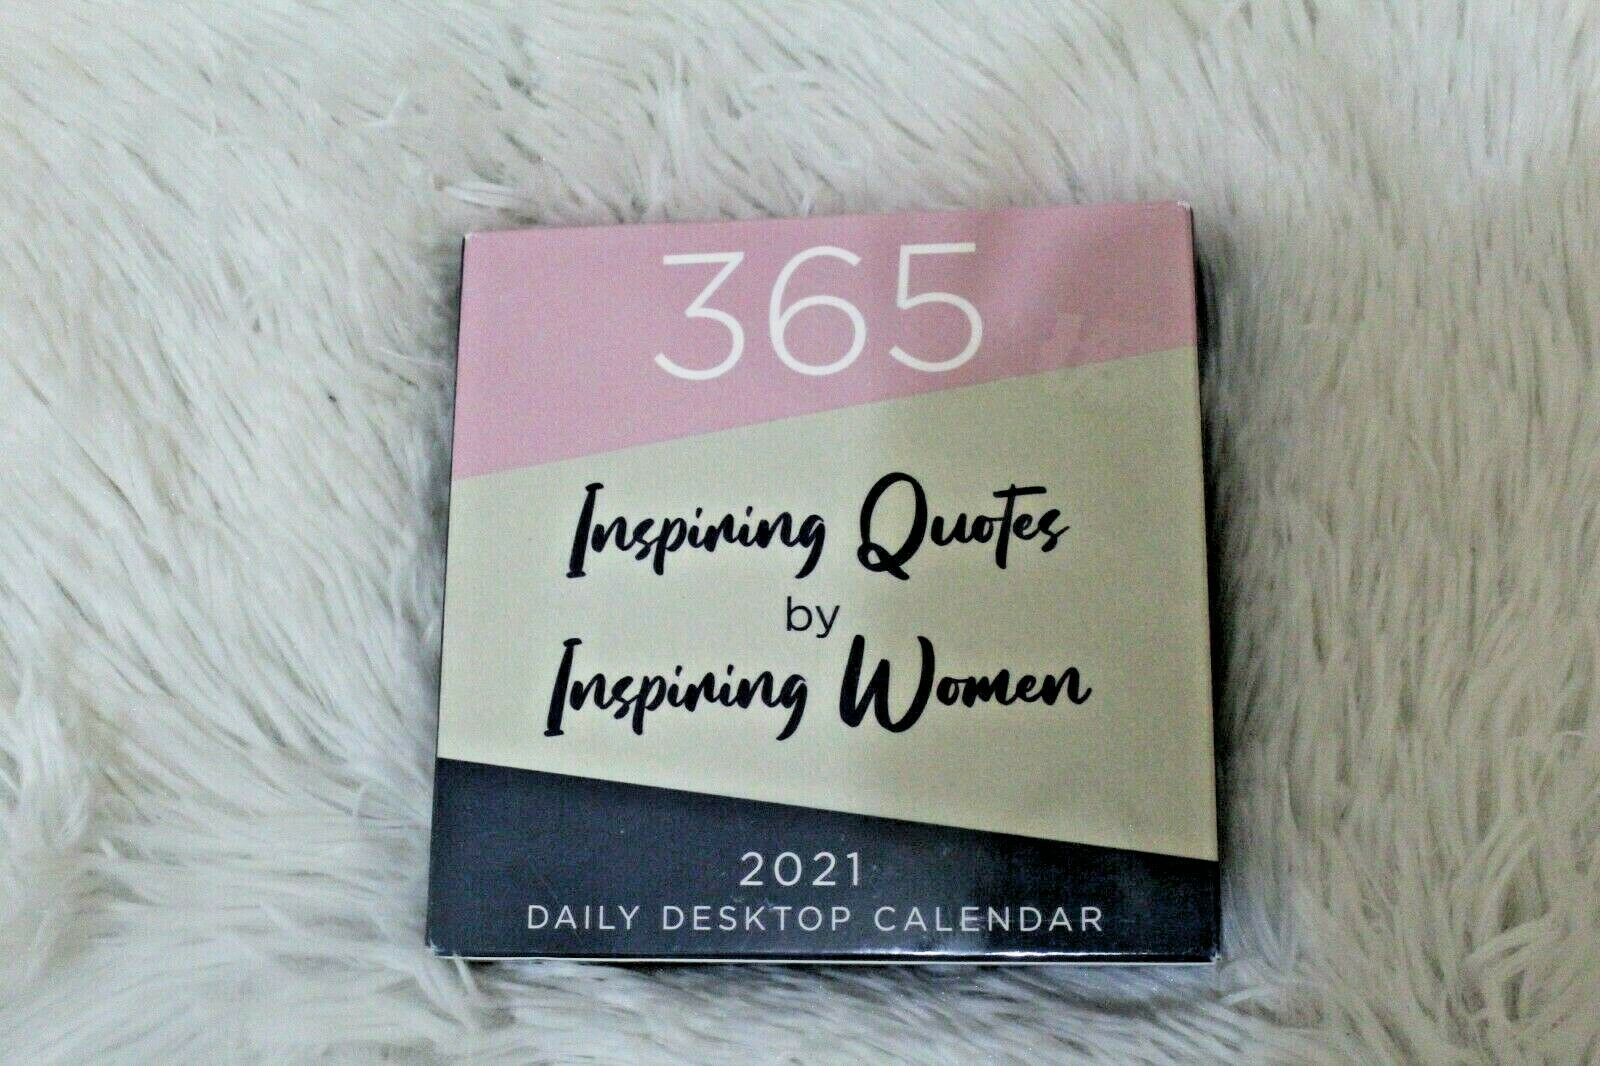 365
Inspiring Quotes
by
Inspiring Women
2021
DAILY DESKTOP CALENDAR